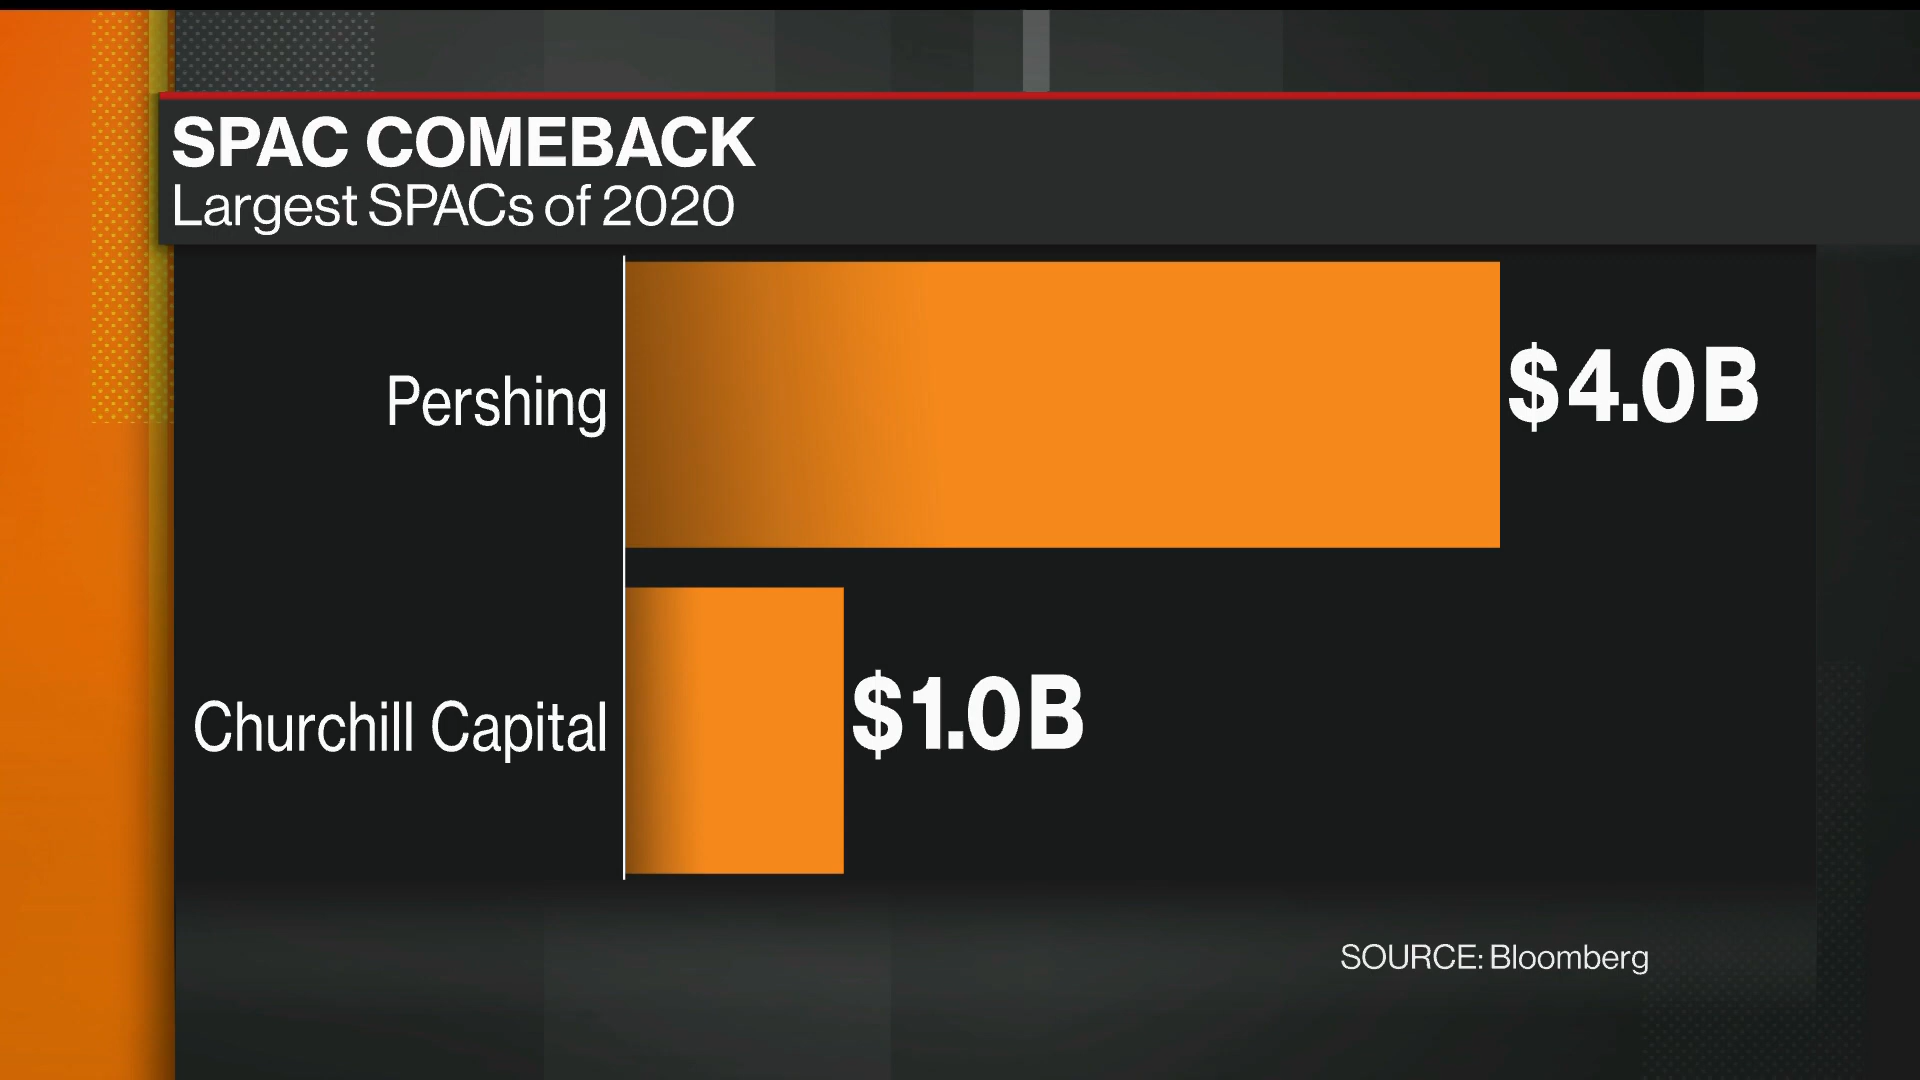 SPAC COMEBACK
Largest SPACs of 2020
Pershing
$4.0B
Churchill Capital
$1.0B
SOURCE: Bloomberg